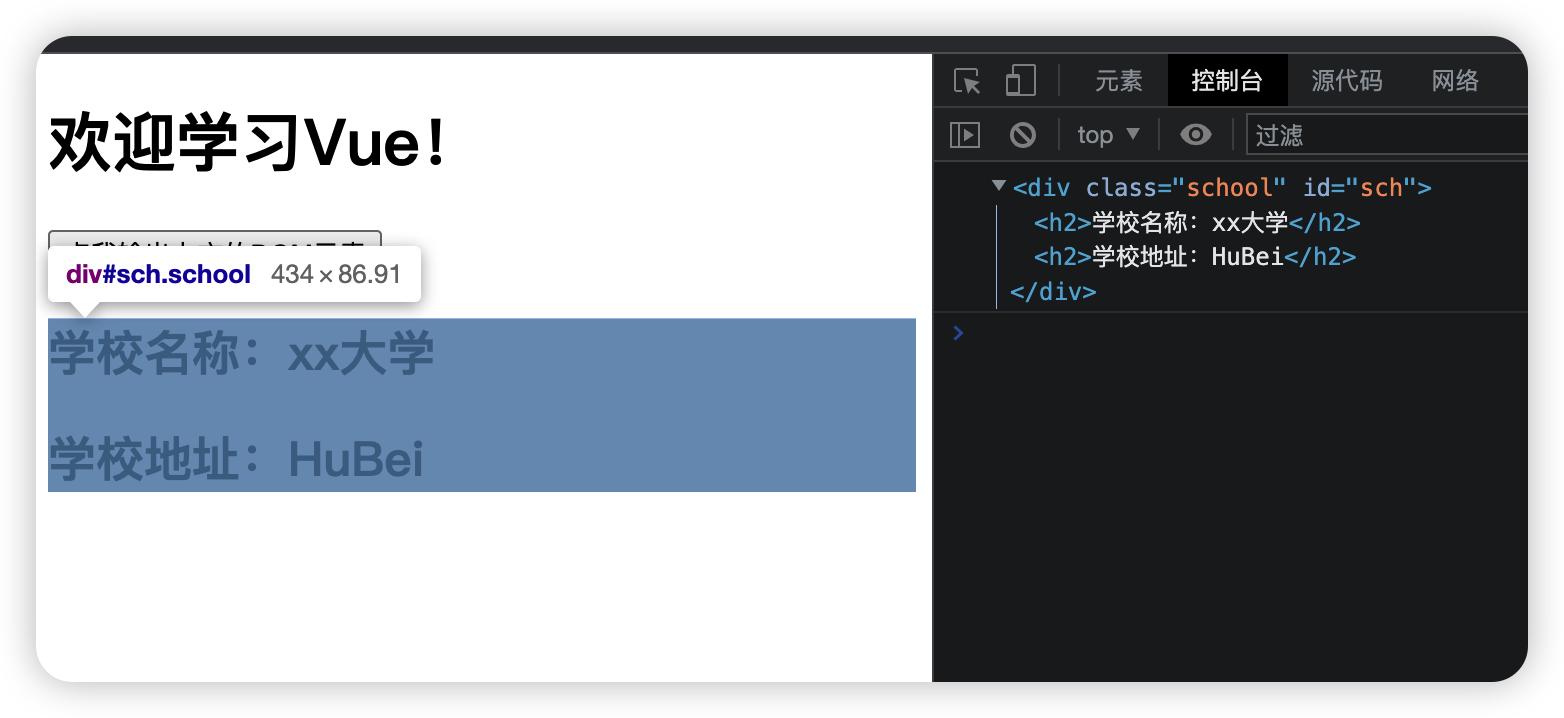 欢迎学习Vue！
div#sch.school 434×86.91
学校名称：xx大学
学校地址：HuBei
元素 控制台 源代码 网络
top 过滤
<div class="school" id="sch">
<h2>学校名称：xx大学</h2>
<h2>学校地址：HuBei</h2>
</div>